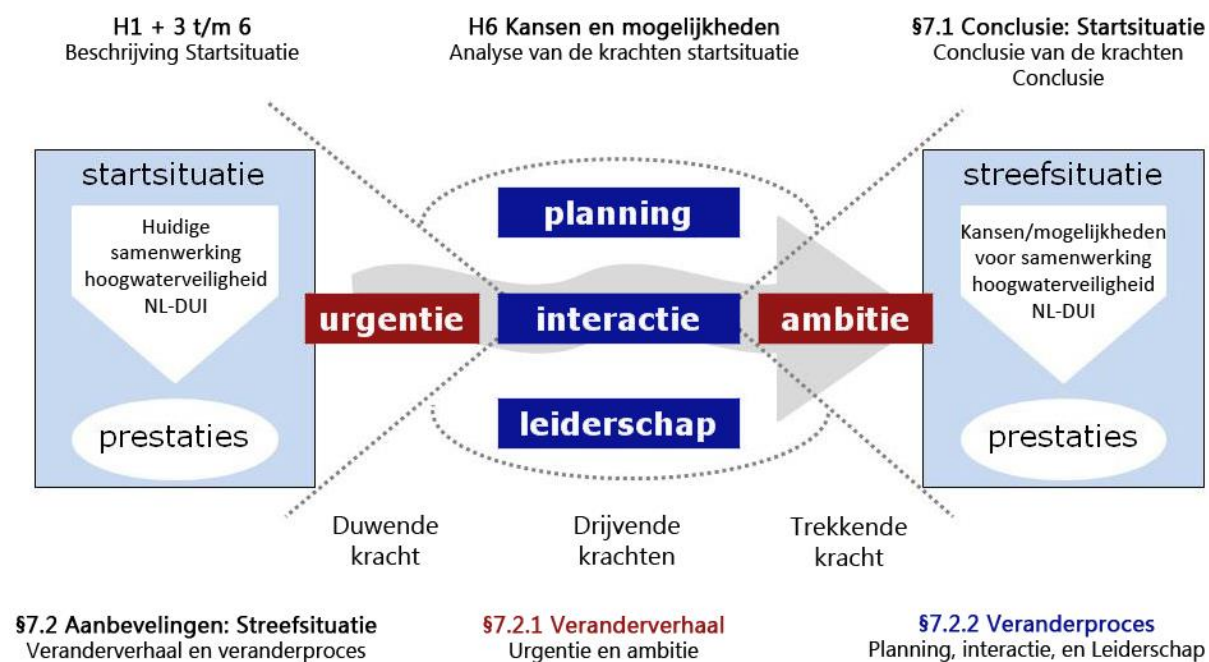 H1 + 3 t/m 6
Beschrijving Startsituatie
H6 Kansen en mogelijkheden
Analyse van de krachten startsituatie
§7.1 Conclusie: Startsituatie
Conclusie van de krachten
Conclusie
startsituatie
Huidige
samenwerking
hoogwaterveiligheid
NL-DUI
prestaties
urgentie
planning
interactie
leiderschap
ambitie
streefsituatie
Kansen/mogelijkheden
voor samenwerking
hoogwaterveiligheid
NL-DUI
prestaties
Duwende
kracht
Drijvende
krachten
Trekkende
kracht
§7.2 Aanbevelingen: Streefsituatie
Veranderverhaal en veranderproces
§7.2.1 Veranderverhaal
Urgentie en ambitie
§7.2.2 Veranderproces
Planning, interactie, en Leiderschap